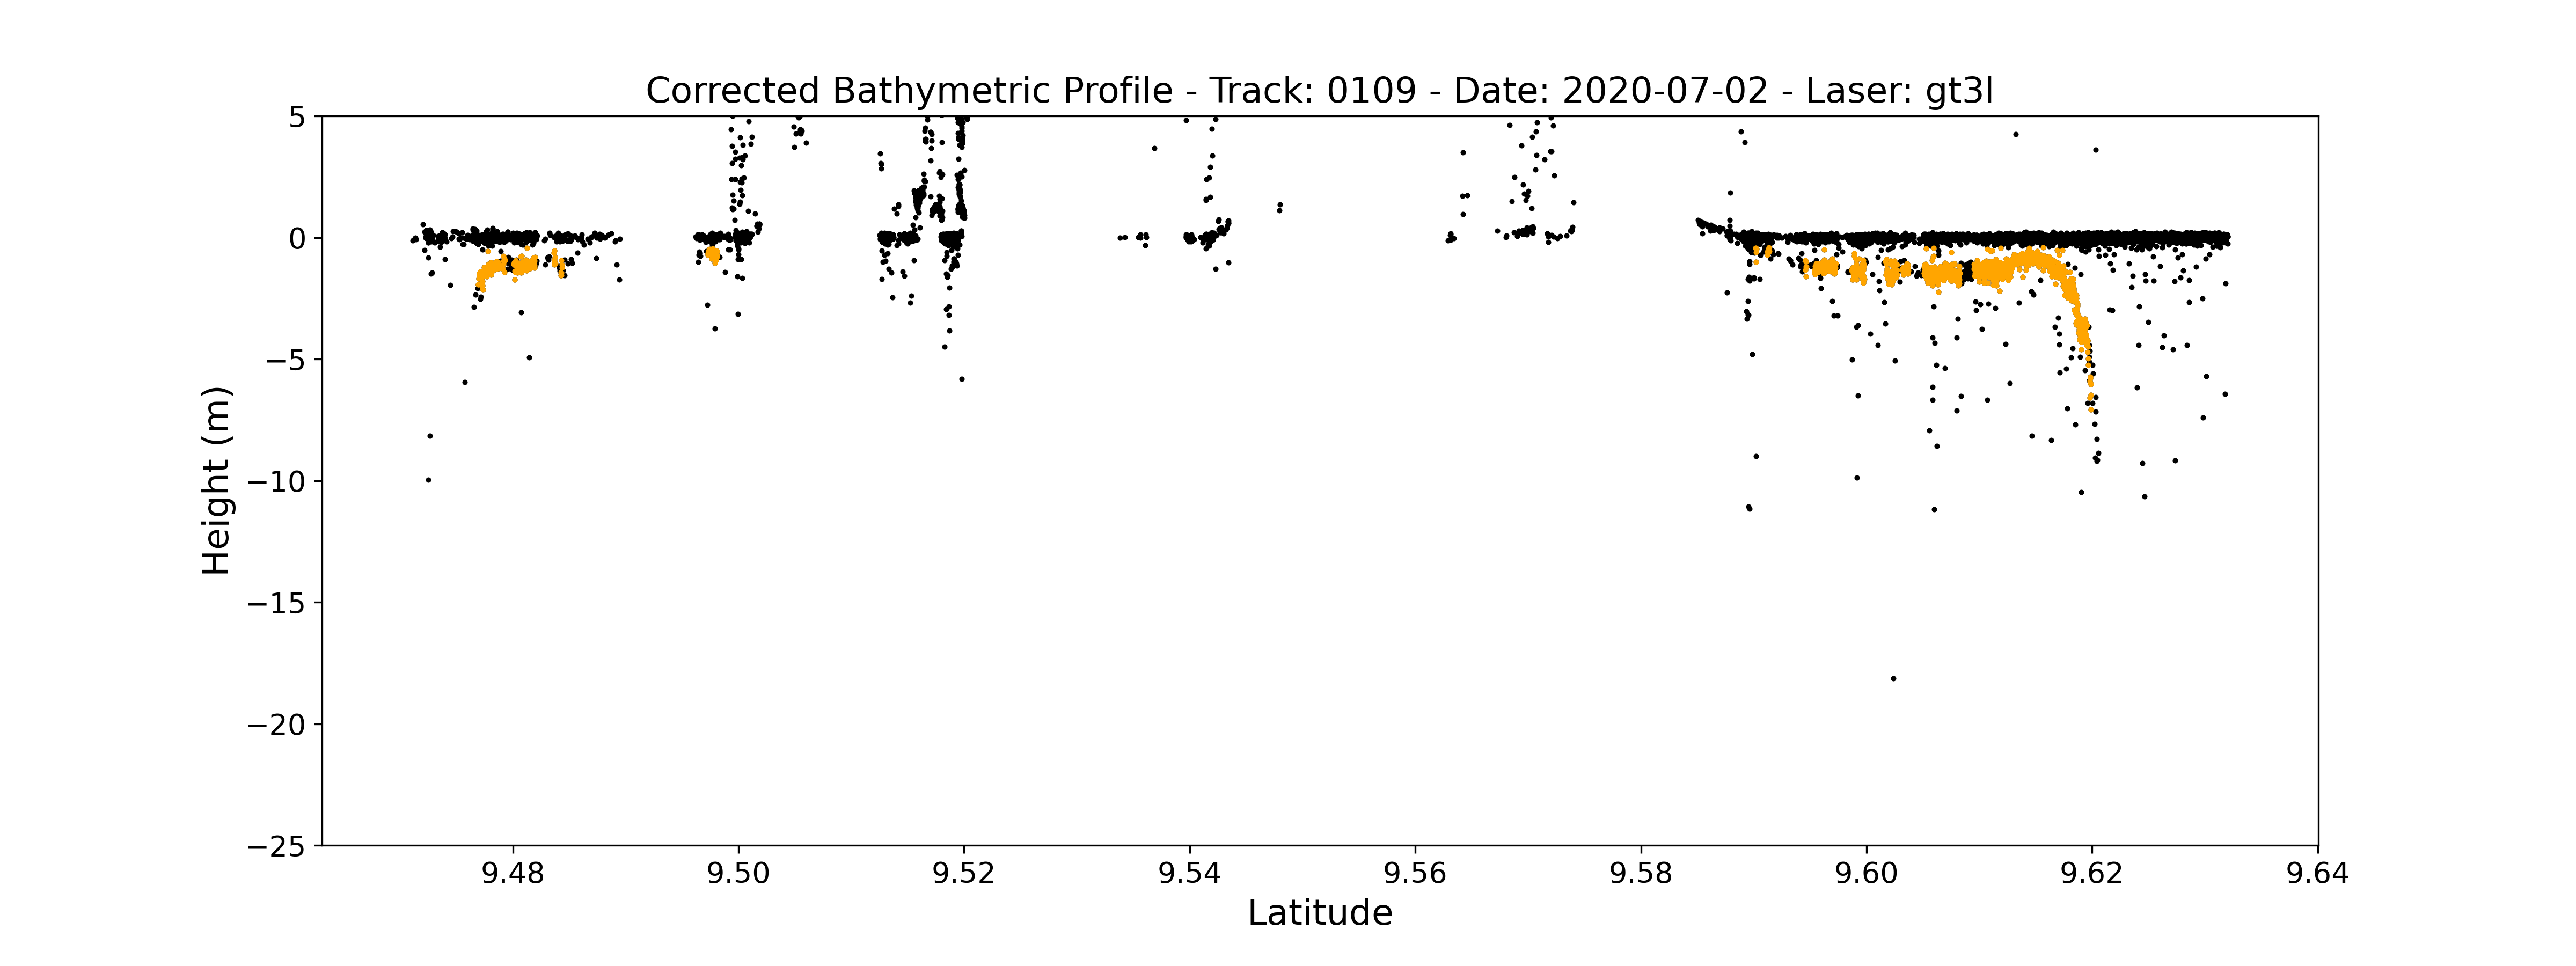 Corrected Bathymetric Profile - Track: 0109 - Date: 2020-07-02 - Laser: gt3l
5
0
−5
−10
−15
−20
−25
Height (m)
9.48 9.50 9.52 9.54 9.56 9.58 9.60 9.62 9.64
Latitude